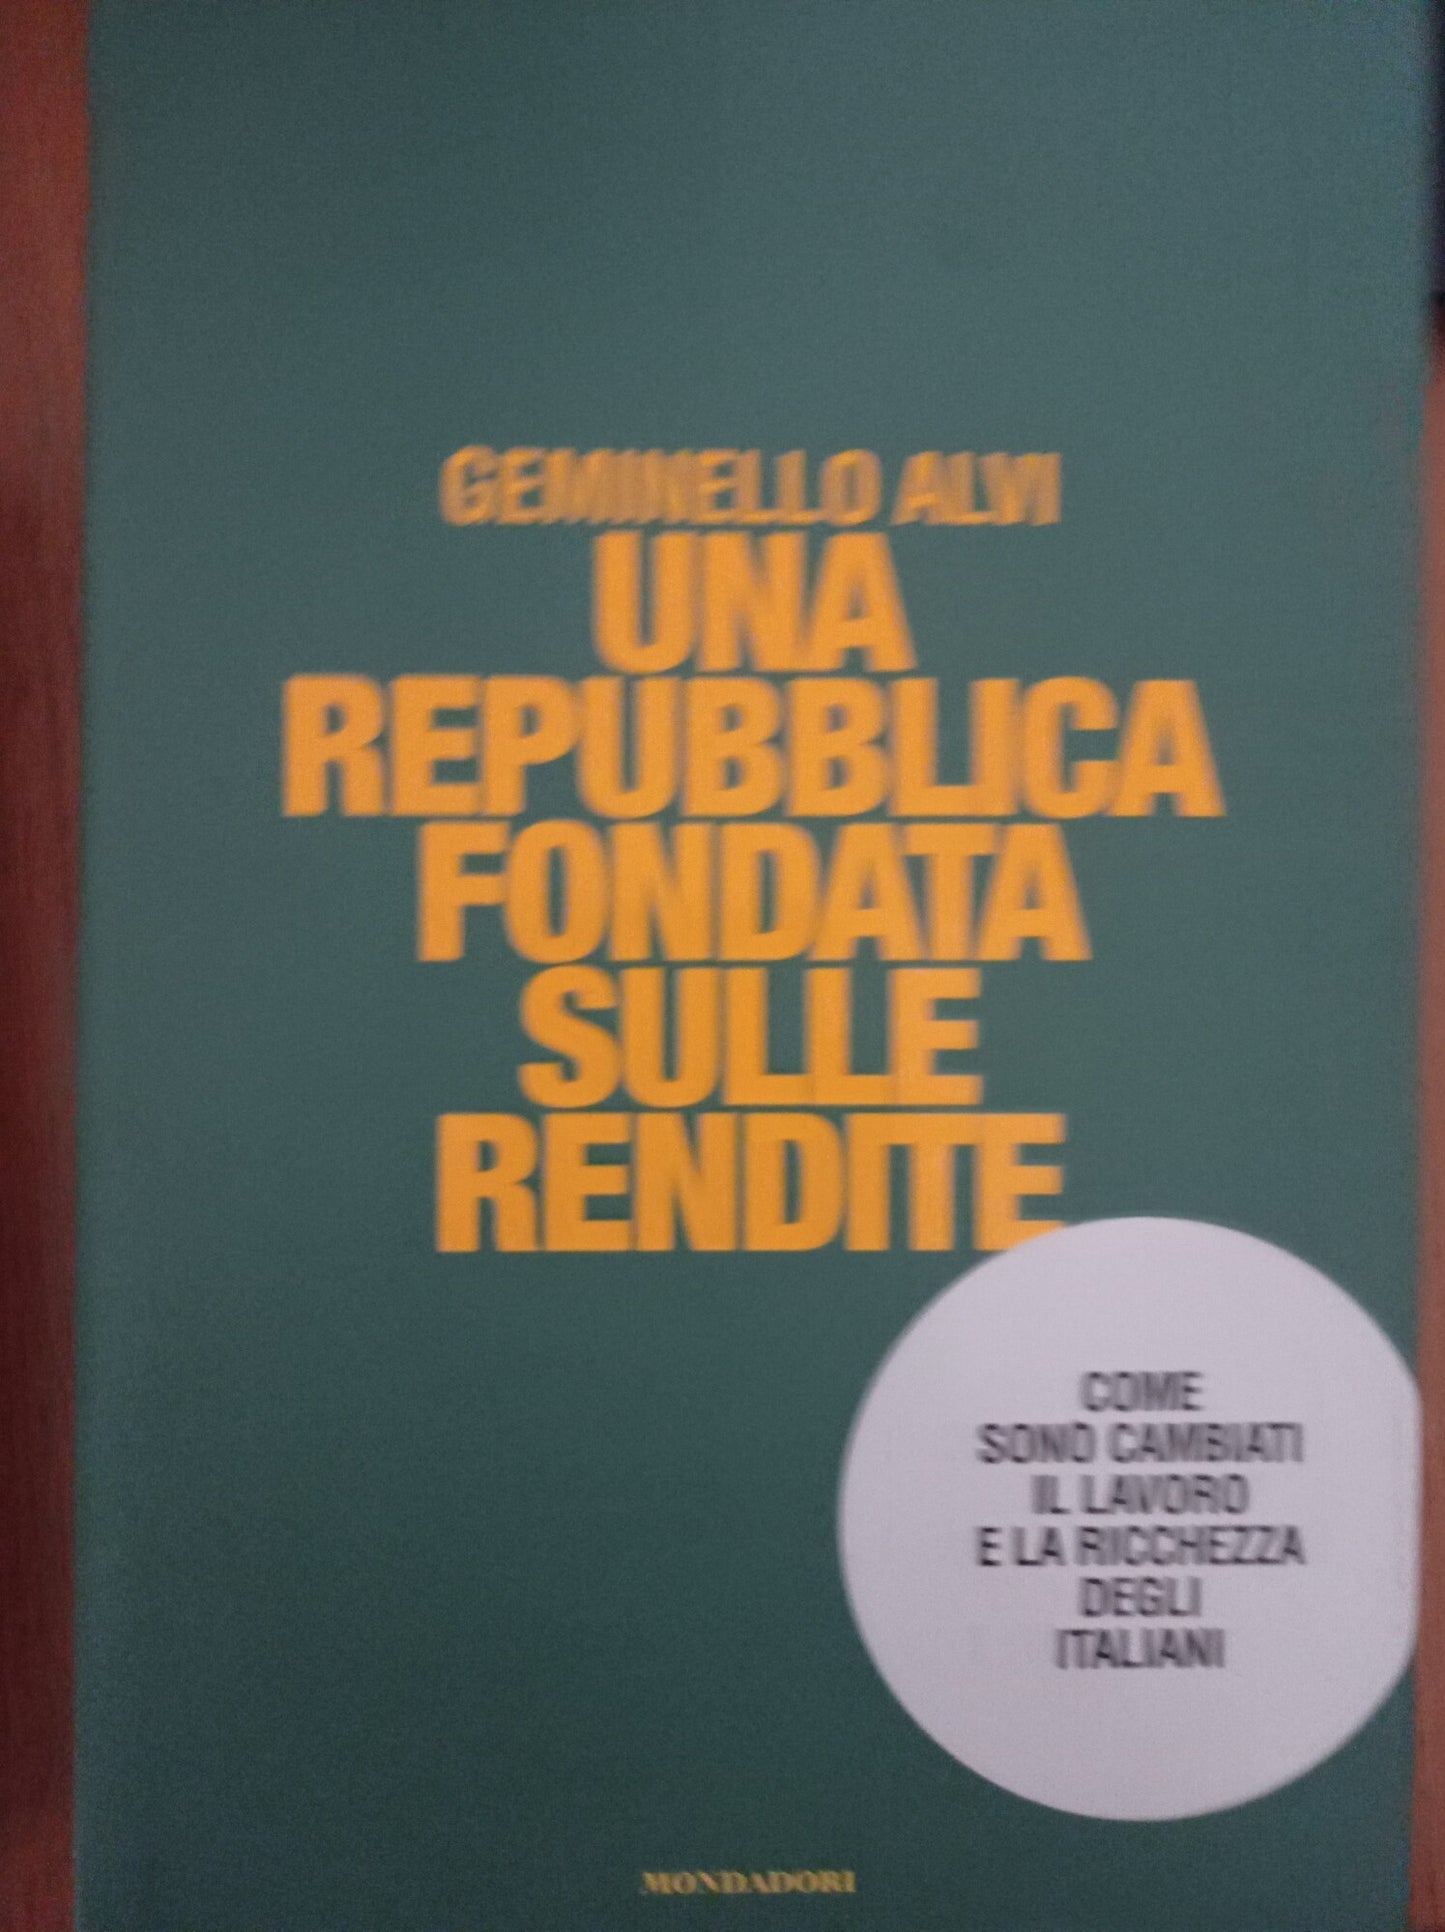 GEMINELLO ALVI
UNA
REPUBBLICA
FONDATA
SULLE
RENDITE
COME
SONO CAMBIATI
IL LAVORO
E LA RICCHEZZA
DEGLI
ITALIANI
MONDADORI